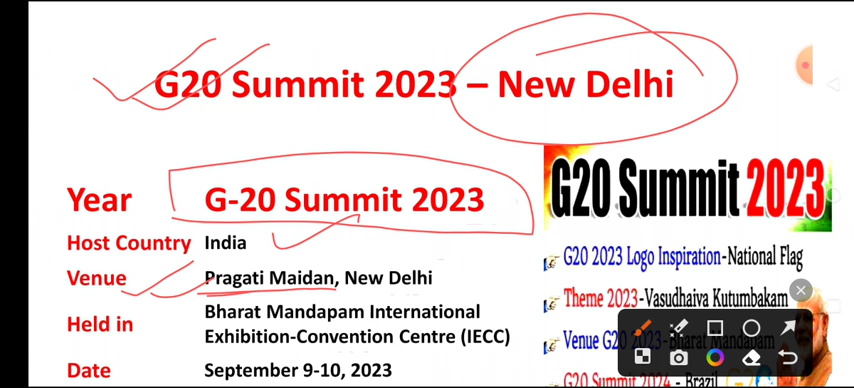 G20 Summit 2023 – New Delhi
Year G-20 Summit 2023
Host Country India
Venue Pragati Maidan, New Delhi
Held in Bharat Mandapam International
Exhibition-Convention Centre (IECC)
Date September 9-10, 2023
G20 Summit 2023
G20 2023 Logo Inspiration-National Flag
Theme 2023-Vasudhaiva Kutumbakam
Venue G20 2023-Bharat Mandapam
G20 Summit 2024 - Brazil